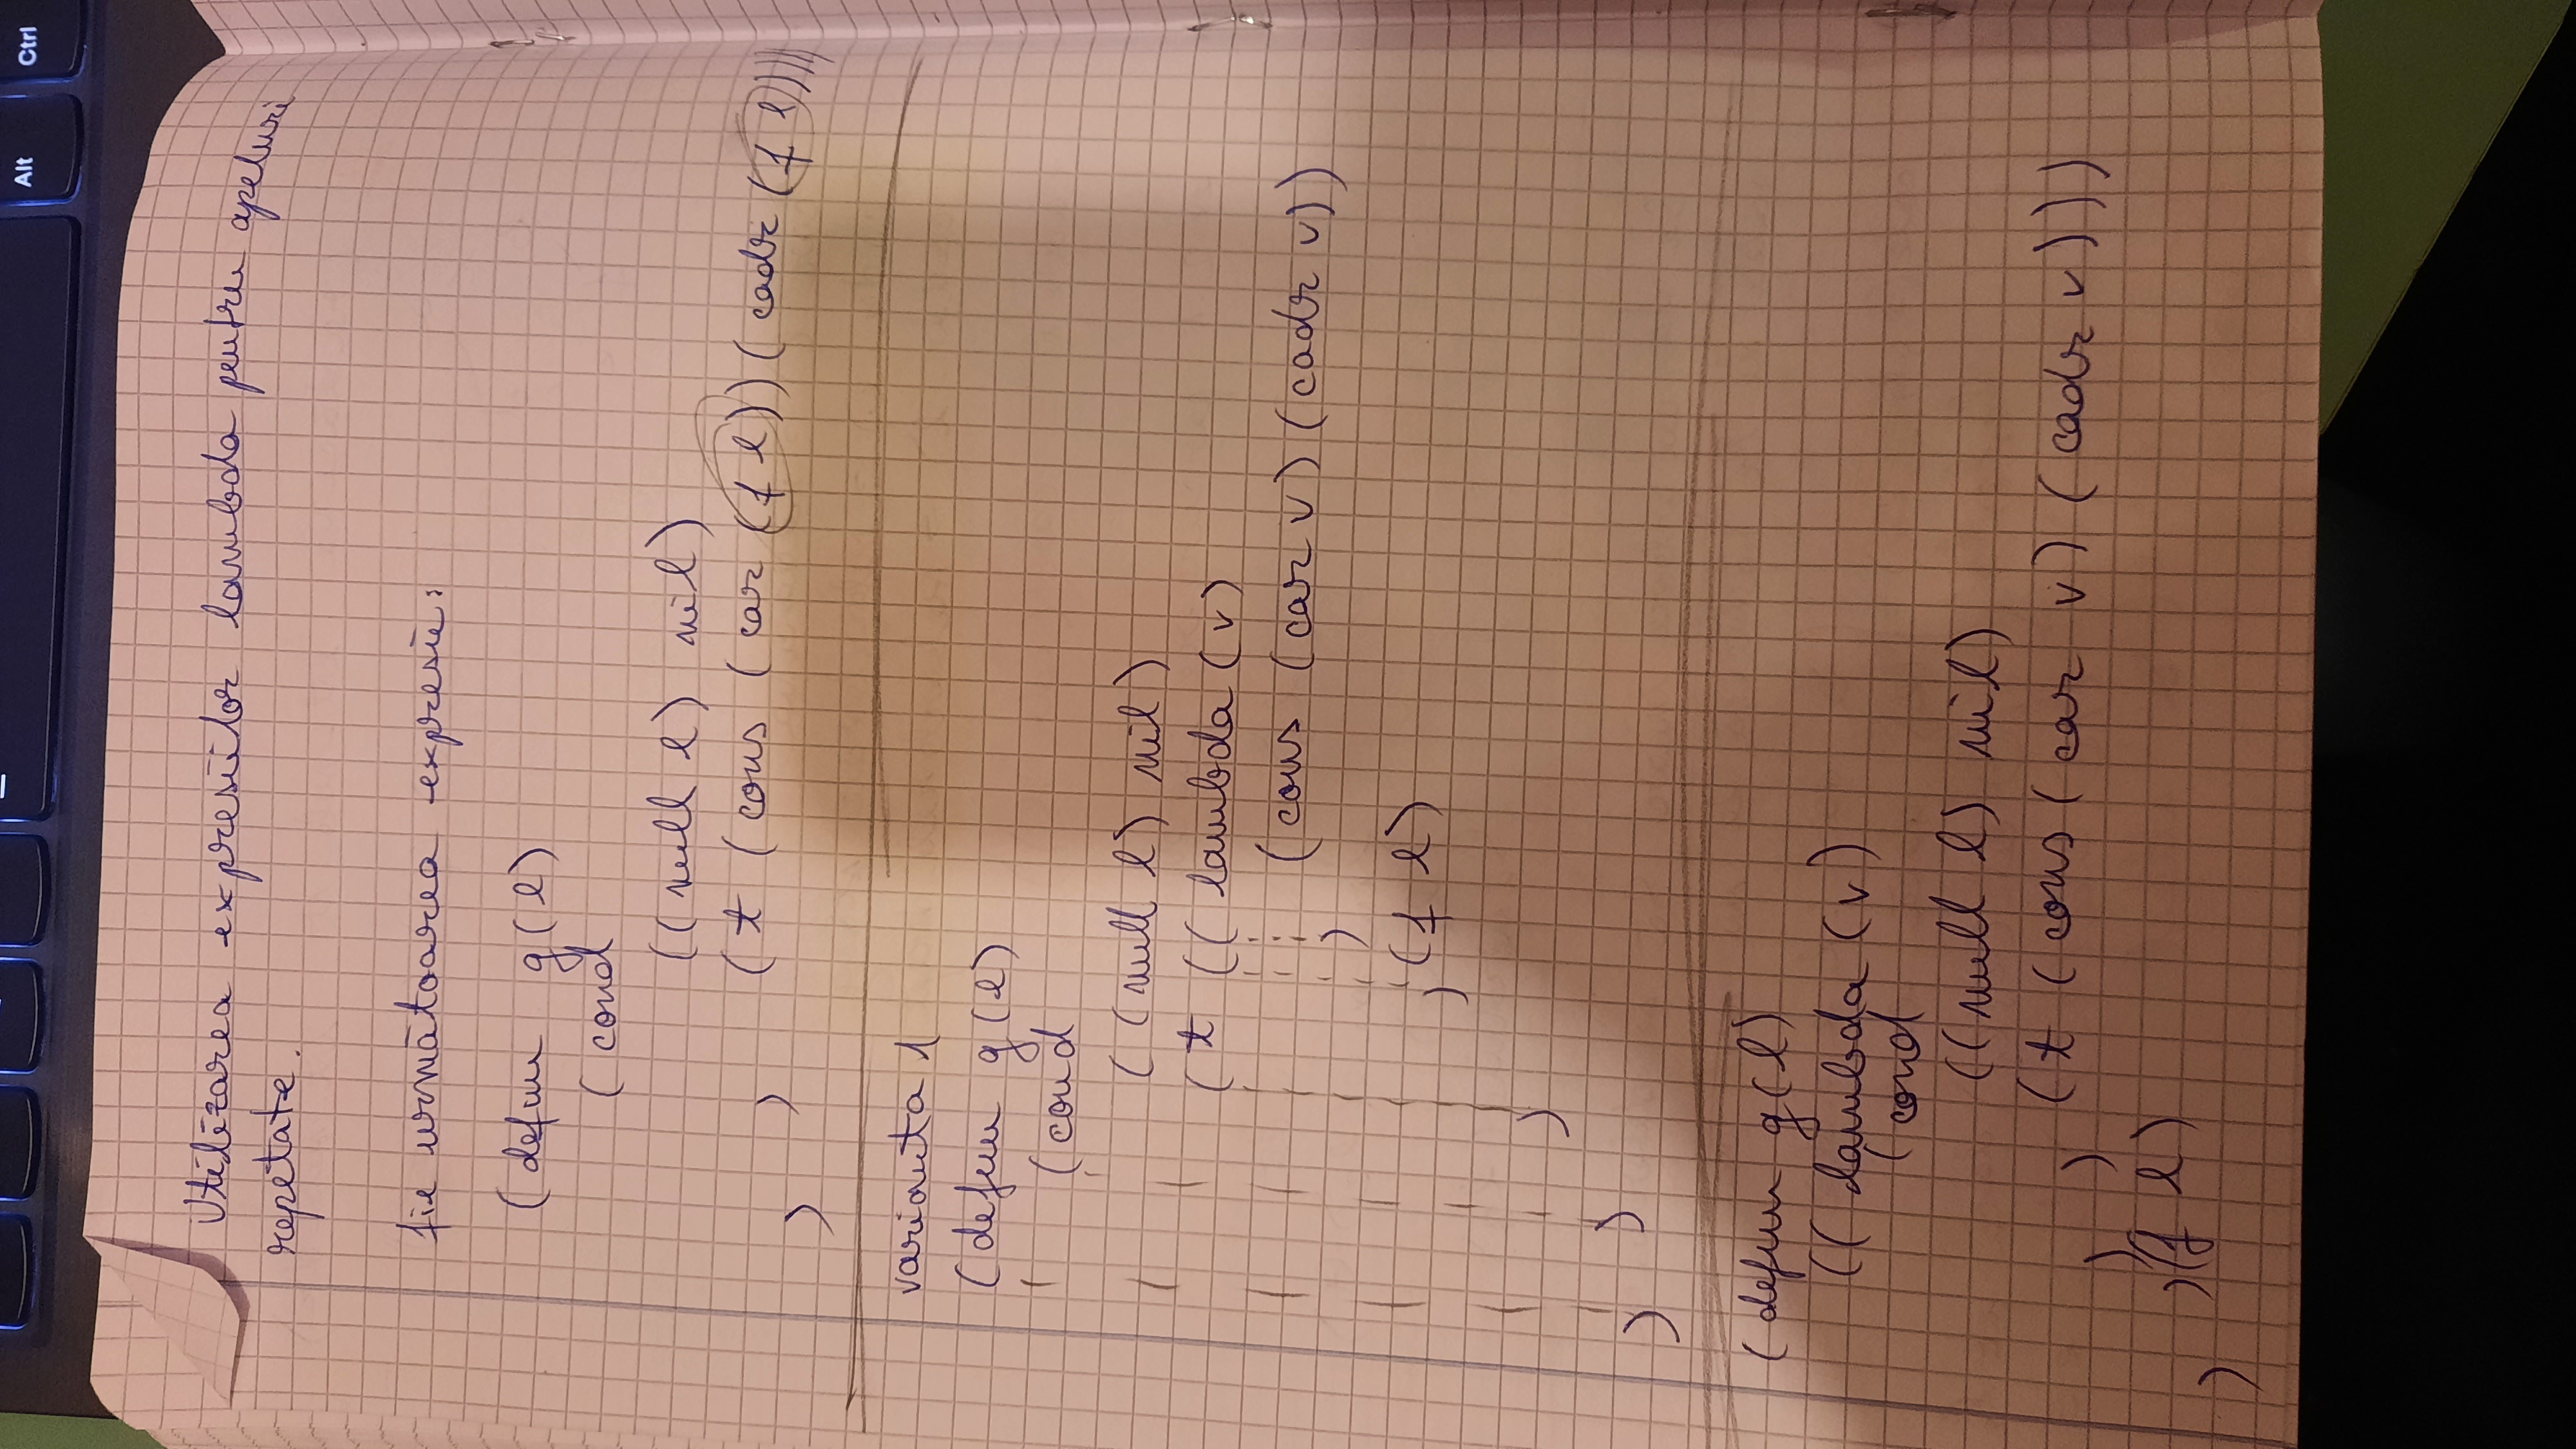 Alt
Ctrl
Utilizarea expresiilor lambda pentru apeluri
repetate.
fie următoarea expresie:
(defun g(l)
(cond
((null l) nil)
(t (cons (car (f l))(cadr (f l))))
)
)
varianta 1
(defun g(l)
(cond
((null l) nil)
(t ((lambda (v)
(cons (car v) (cadr v))
)
(f l)
)
)
)
)
(defun g(l)
((lambda (v)
(cond
((null l) nil)
(t (cons (car v) (cadr v)))
)
)
(f l)
)
)